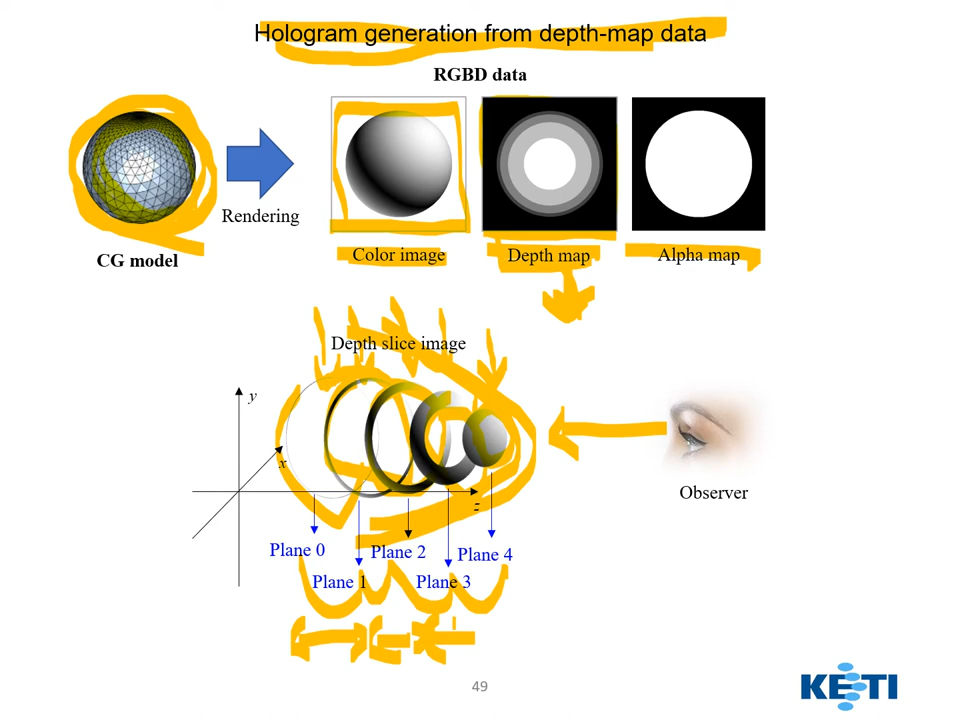 Hologram generation from depth-map data
RGBD data
Rendering
CG model
Color image
Depth map
Alpha map
Depth slice image
y
x
z
Observer
Plane 0
Plane 1
Plane 2
Plane 3
Plane 4
49
KETI